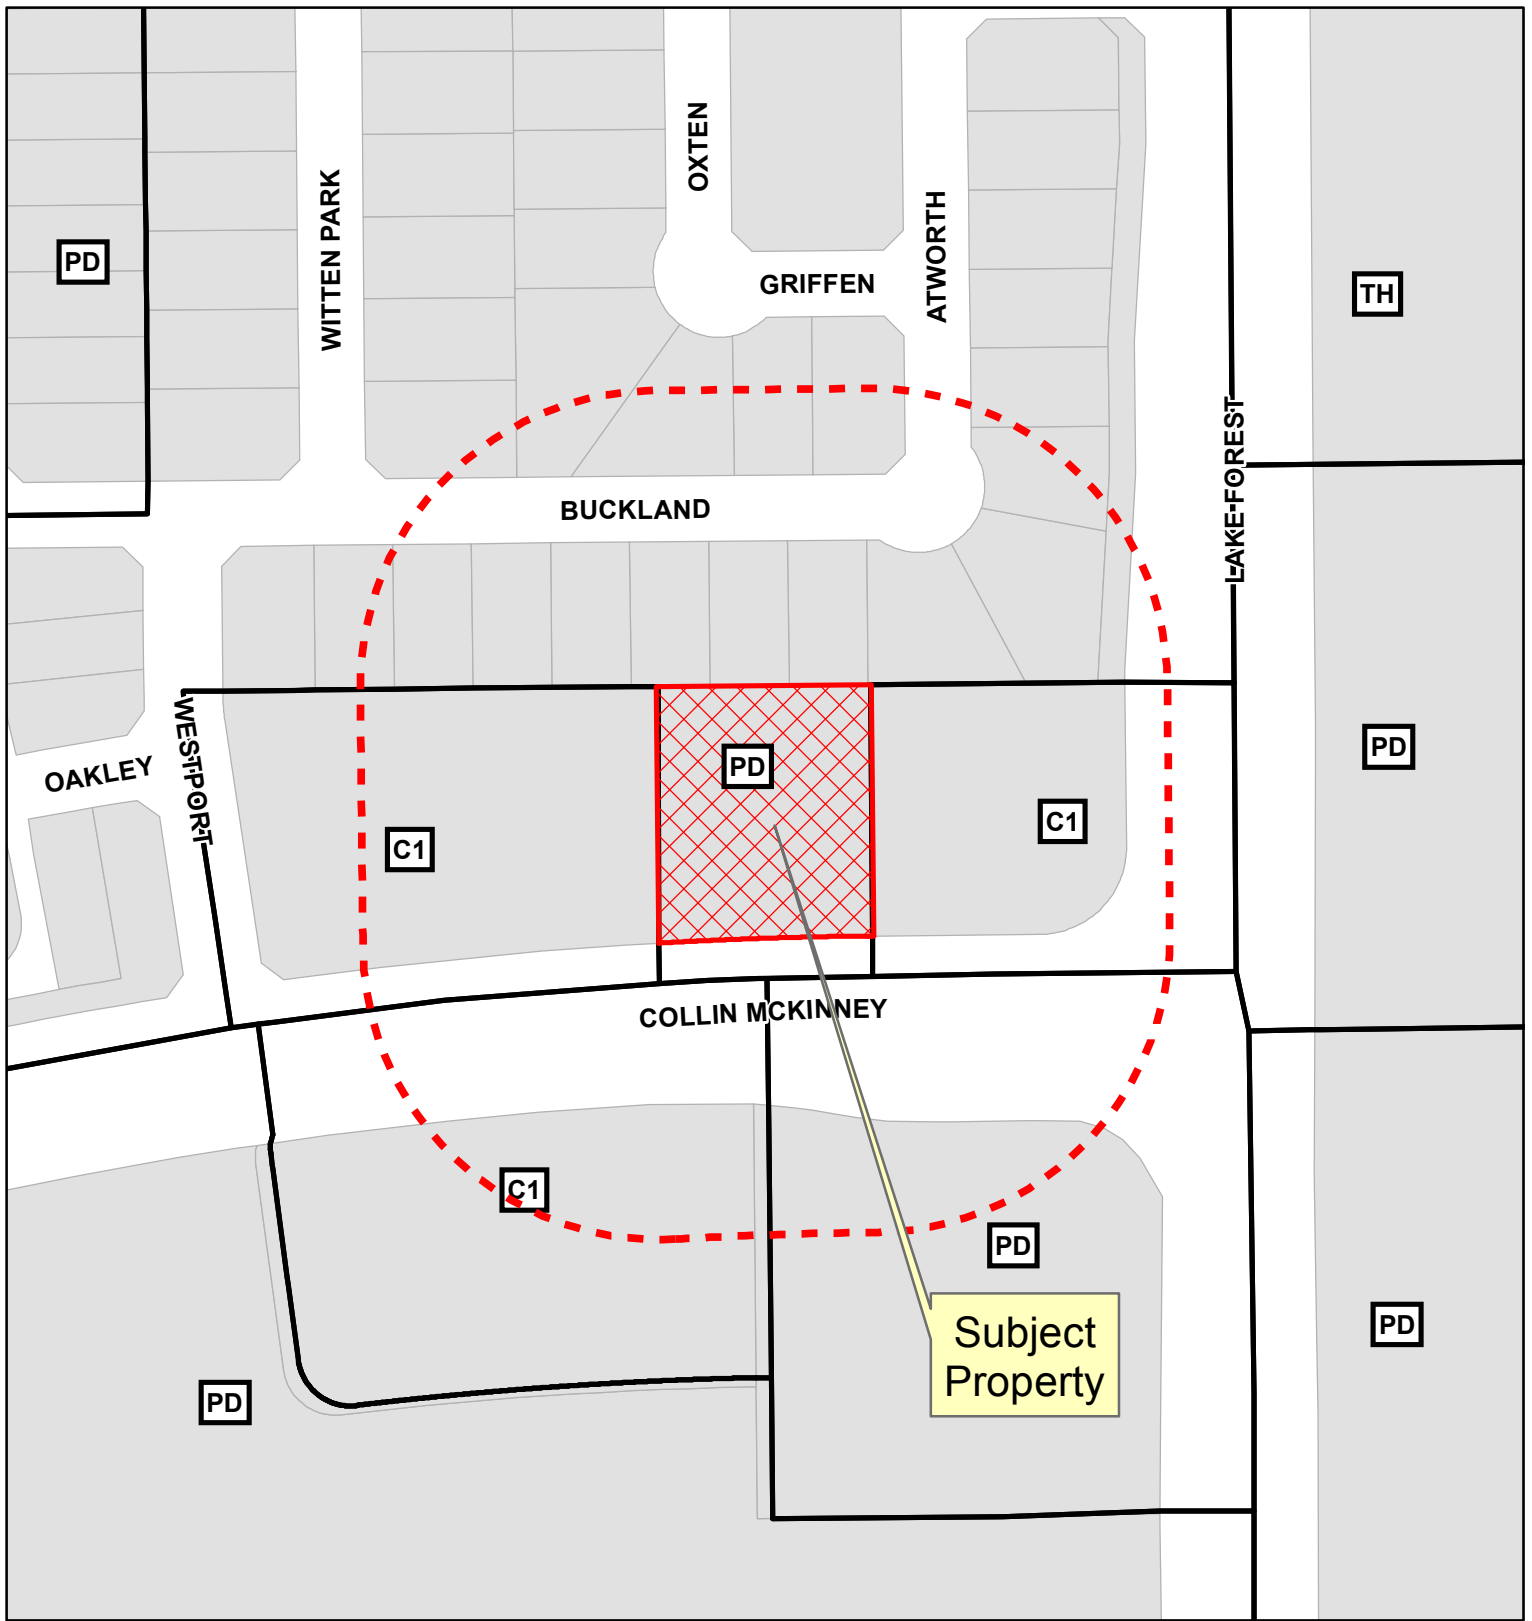 OXTEN
WITTEN PARK
ATWORTH
PD
GRIFFEN
TH
LAKE FOREST
BUCKLAND
WESTPORT
PD
PD
OAKLEY
C1
C1
COLLIN MCKINNEY
C1
PD
PD
Subject
Property
PD